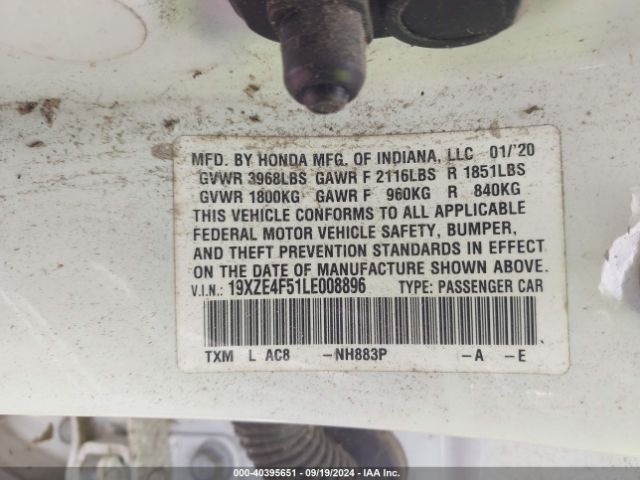 MFD. BY HONDA MFG. OF INDIANA, LLC 01/'20
GVWR 3968LBS GAWR F 2116LBS R 1851LBS
GVWR 1800KG GAWR F 960KG R 840KG
THIS VEHICLE CONFORMS TO ALL APPLICABLE
FEDERAL MOTOR VEHICLE SAFETY, BUMPER,
AND THEFT PREVENTION STANDARDS IN EFFECT
ON THE DATE OF MANUFACTURE SHOWN ABOVE.
V.I.N.: 19XZE4F51LE008896 TYPE: PASSENGER CAR
TXM L AC8 -NH883P -A -E
000-40395651 - 09/19/2024 - IAA Inc.